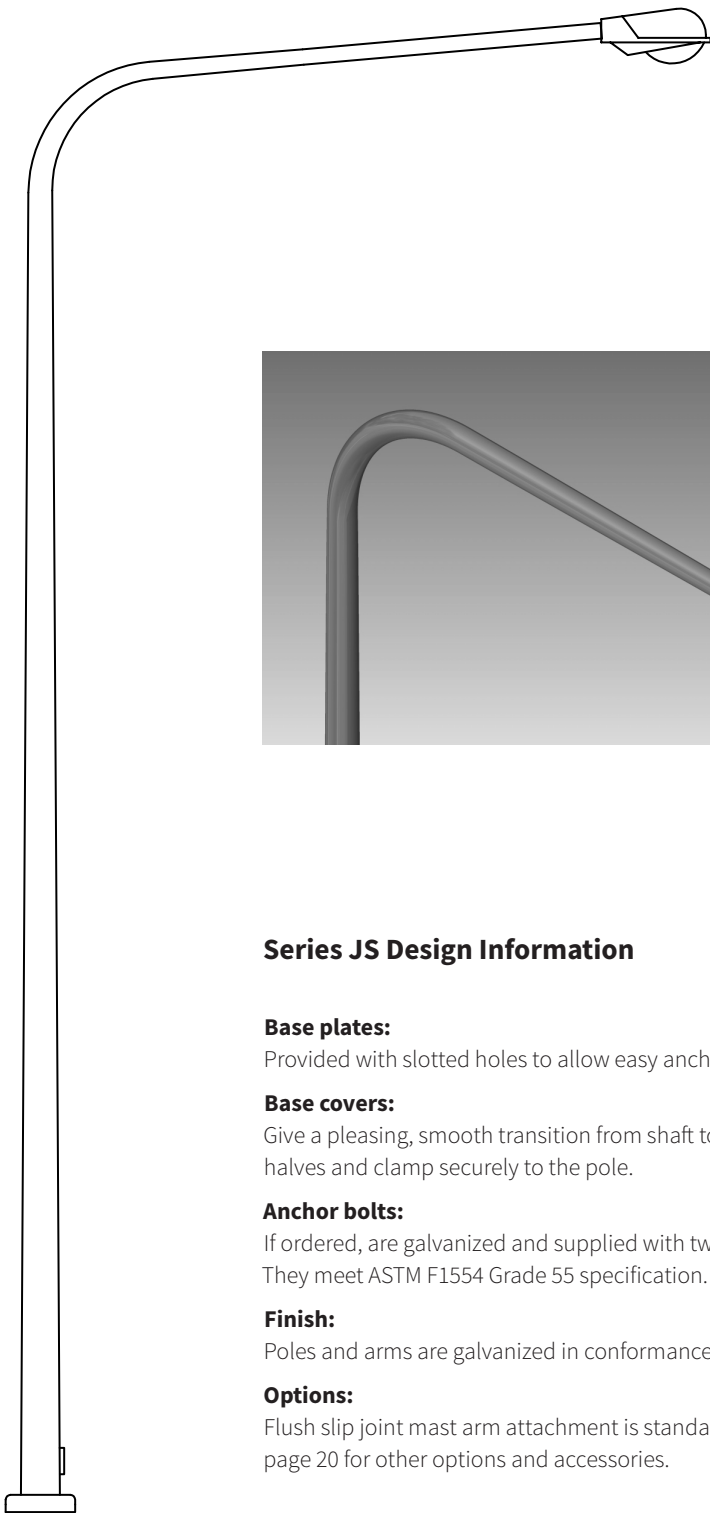 Series JS Design Information
Base plates:
Provided with slotted holes to allow easy anch
Base covers:
Give a pleasing, smooth transition from shaft to
halves and clamp securely to the pole.
Anchor bolts:
If ordered, are galvanized and supplied with tw
They meet ASTM F1554 Grade 55 specification.
Finish:
Poles and arms are galvanized in conformance
Options:
Flush slip joint mast arm attachment is standa
page 20 for other options and accessories.